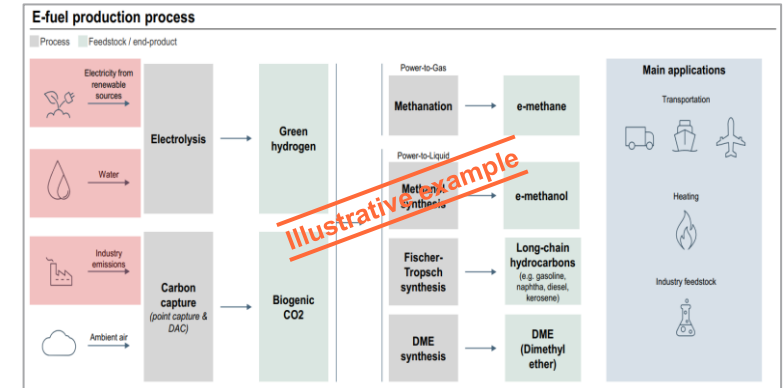 E-fuel production process
Process
Feedstock / end-product
Electricity from
renewable
sources
Water
Industry
emissions
Ambient air
Electrolysis
Carbon
capture
(point capture &
DAC)
Green
hydrogen
Biogenic
CO2
Power-to-Gas
Methanation
e-methane
Power-to-Liquid
Methanol
synthesis
e-methanol
Fischer-
Tropsch
synthesis
Long-chain
hydrocarbons
(e.g. gasoline,
naphtha, diesel,
kerosene)
DME
synthesis
DME
(Dimethyl
ether)
Illustrative example
Main applications
Transportation
Heating
Industry feedstock